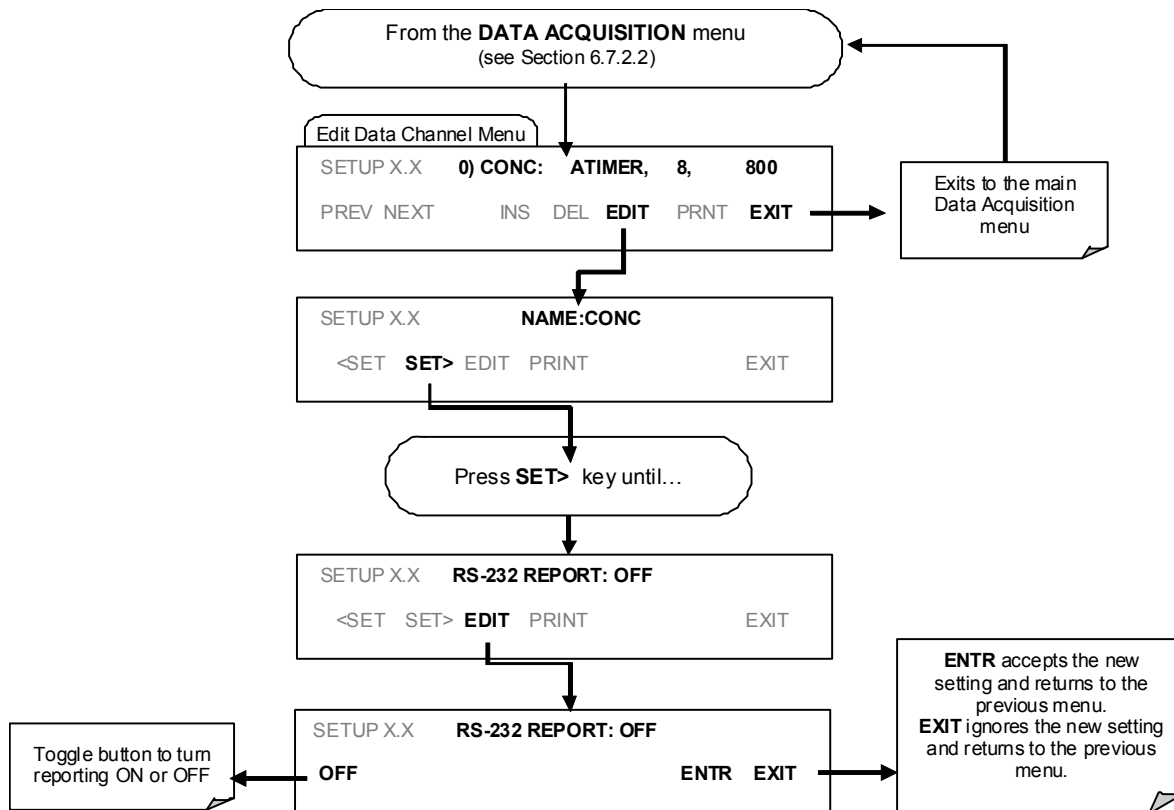 From the DATA ACQUISITION menu
(see Section 6.7.2.2)
Edit Data Channel Menu
SETUP X.X 0) CONC: ATIMER, 8, 800
PREV NEXT INS DEL EDIT PRNT EXIT
Exits to the main
Data Acquisition
menu
SETUP X.X NAME:CONC
<SET SET> EDIT PRINT EXIT
Press SET> key until…
SETUP X.X RS-232 REPORT: OFF
<SET SET> EDIT PRINT EXIT
SETUP X.X RS-232 REPORT: OFF
OFF ENTR EXIT
Toggle button to turn
reporting ON or OFF
ENTR accepts the new
setting and returns to the
previous menu.
EXIT ignores the new setting
and returns to the previous
menu.